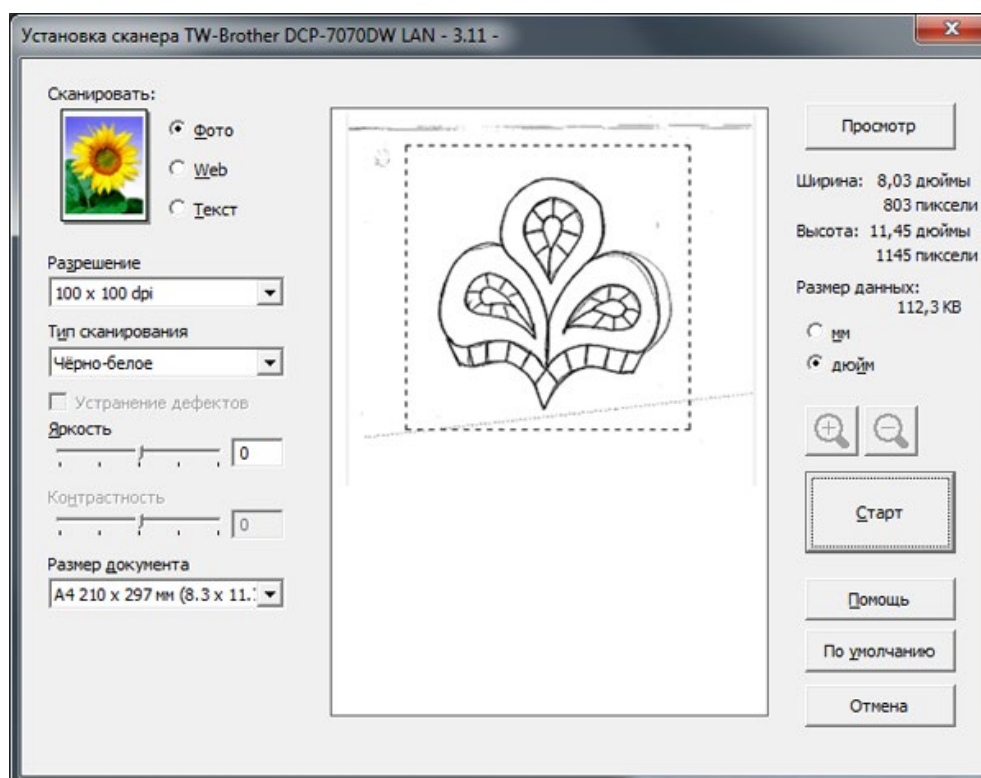 Установка сканера TW-Brother DCP-7070DW LAN - 3.11 -
Сканировать:
Фото
Web
Текст
Разрешение
100 x 100 dpi
Тип сканирования
Чёрно-белое
Устранение дефектов
Яркость
0
Контрастность
0
Размер документа
A4 210 x 297 мм (8.3 x 11.
Просмотр
Ширина: 8,03 дюймы
803 пиксели
Высота: 11,45 дюймы
1145 пиксели
Размер данных:
112,3 KB
мм
дюйм
Старт
Помощь
По умолчанию
Отмена